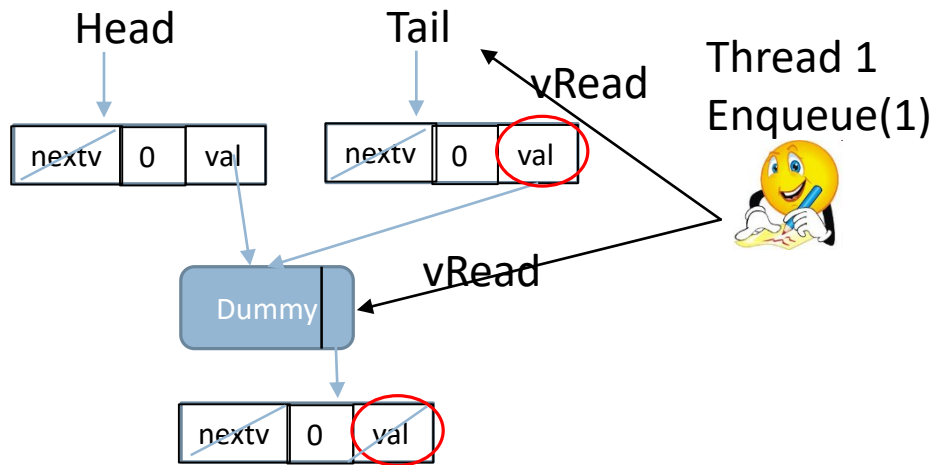 Head
Tail
vRead
Thread 1
Enqueue(1)
nextv 0 val
nextv 0 val
vRead
Dummy
nextv 0 val